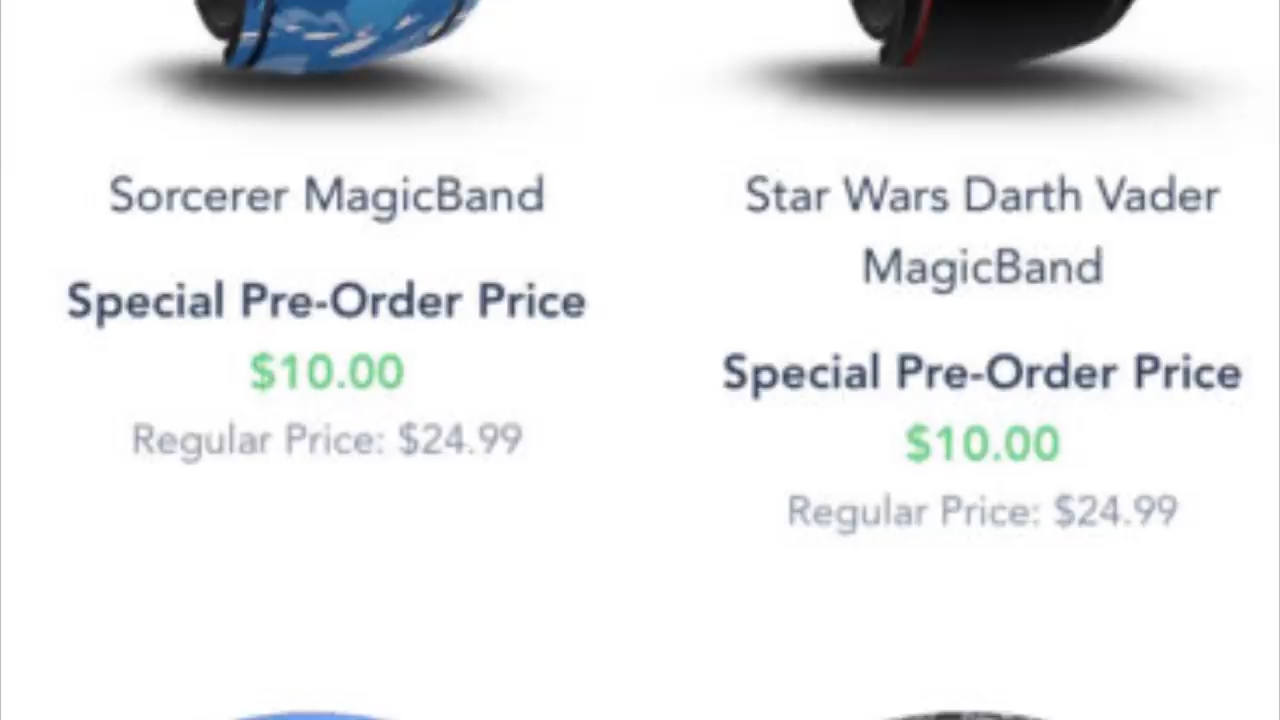 Sorcerer MagicBand
Special Pre-Order Price
$10.00
Regular Price: $24.99
Star Wars Darth Vader
MagicBand
Special Pre-Order Price
$10.00
Regular Price: $24.99